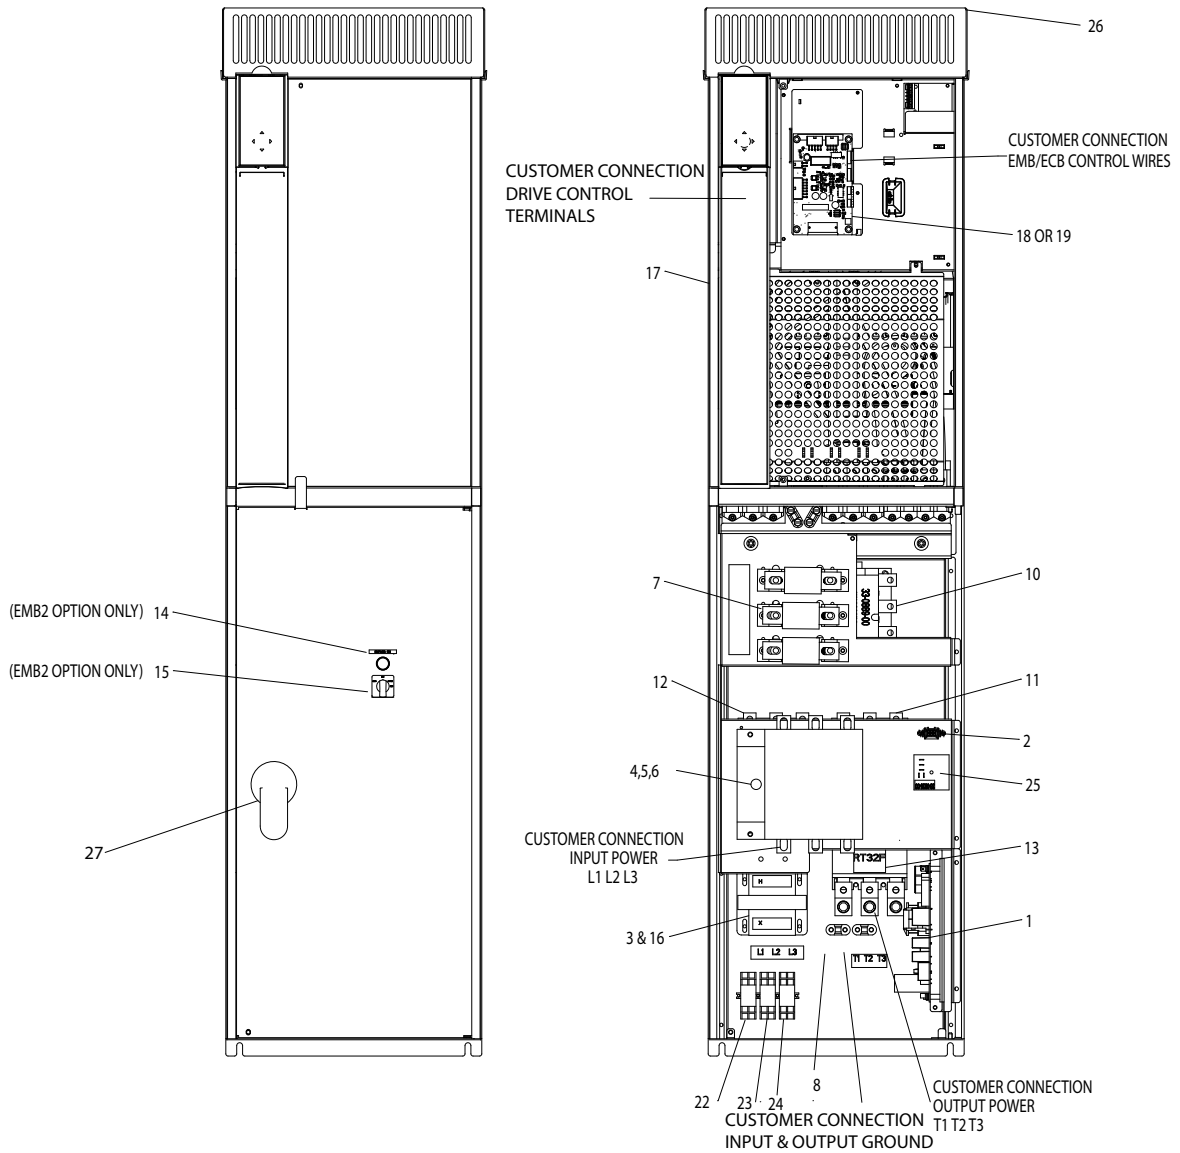 26
CUSTOMER CONNECTION
EMB/ECB CONTROL WIRES
CUSTOMER CONNECTION
DRIVE CONTROL
TERMINALS
18 OR 19
17
7
33-0869-00
10
(EMB2 OPTION ONLY) 14
(EMB2 OPTION ONLY) 15
12
11
2
4,5,6
25
CUSTOMER CONNECTION
INPUT POWER
L1 L2 L3
27
RT32F
13
H
X
3 & 16
1
L1 L2 L3
T1 T2 T3
8
22
23
24
CUSTOMER CONNECTION
OUTPUT POWER
T1 T2 T3
CUSTOMER CONNECTION
INPUT & OUTPUT GROUND